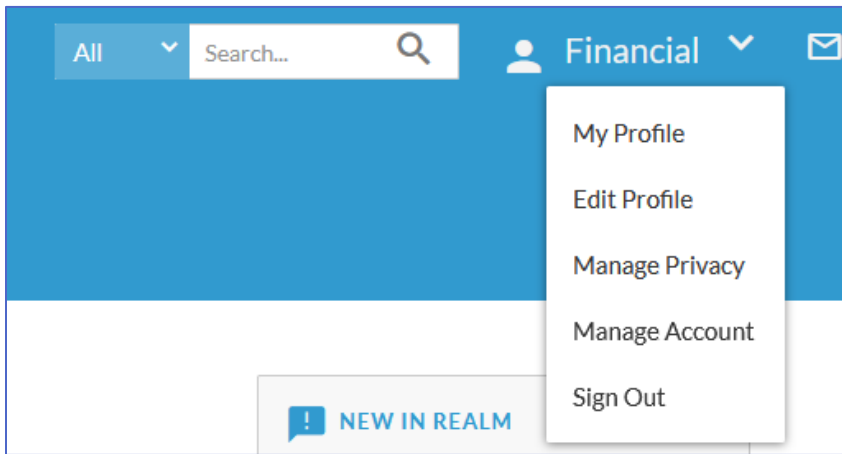 All
Search...
Financial
My Profile
Edit Profile
Manage Privacy
Manage Account
Sign Out
NEW IN REALM